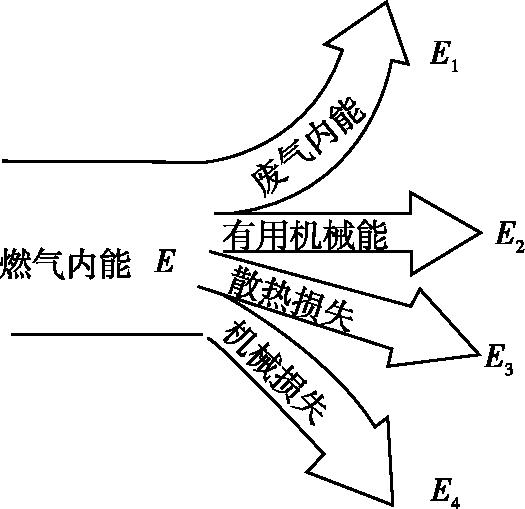 E₁
废气内能
有用机械能
E₂
燃气内能 E
散热损失
E₃
机械损失
E₄